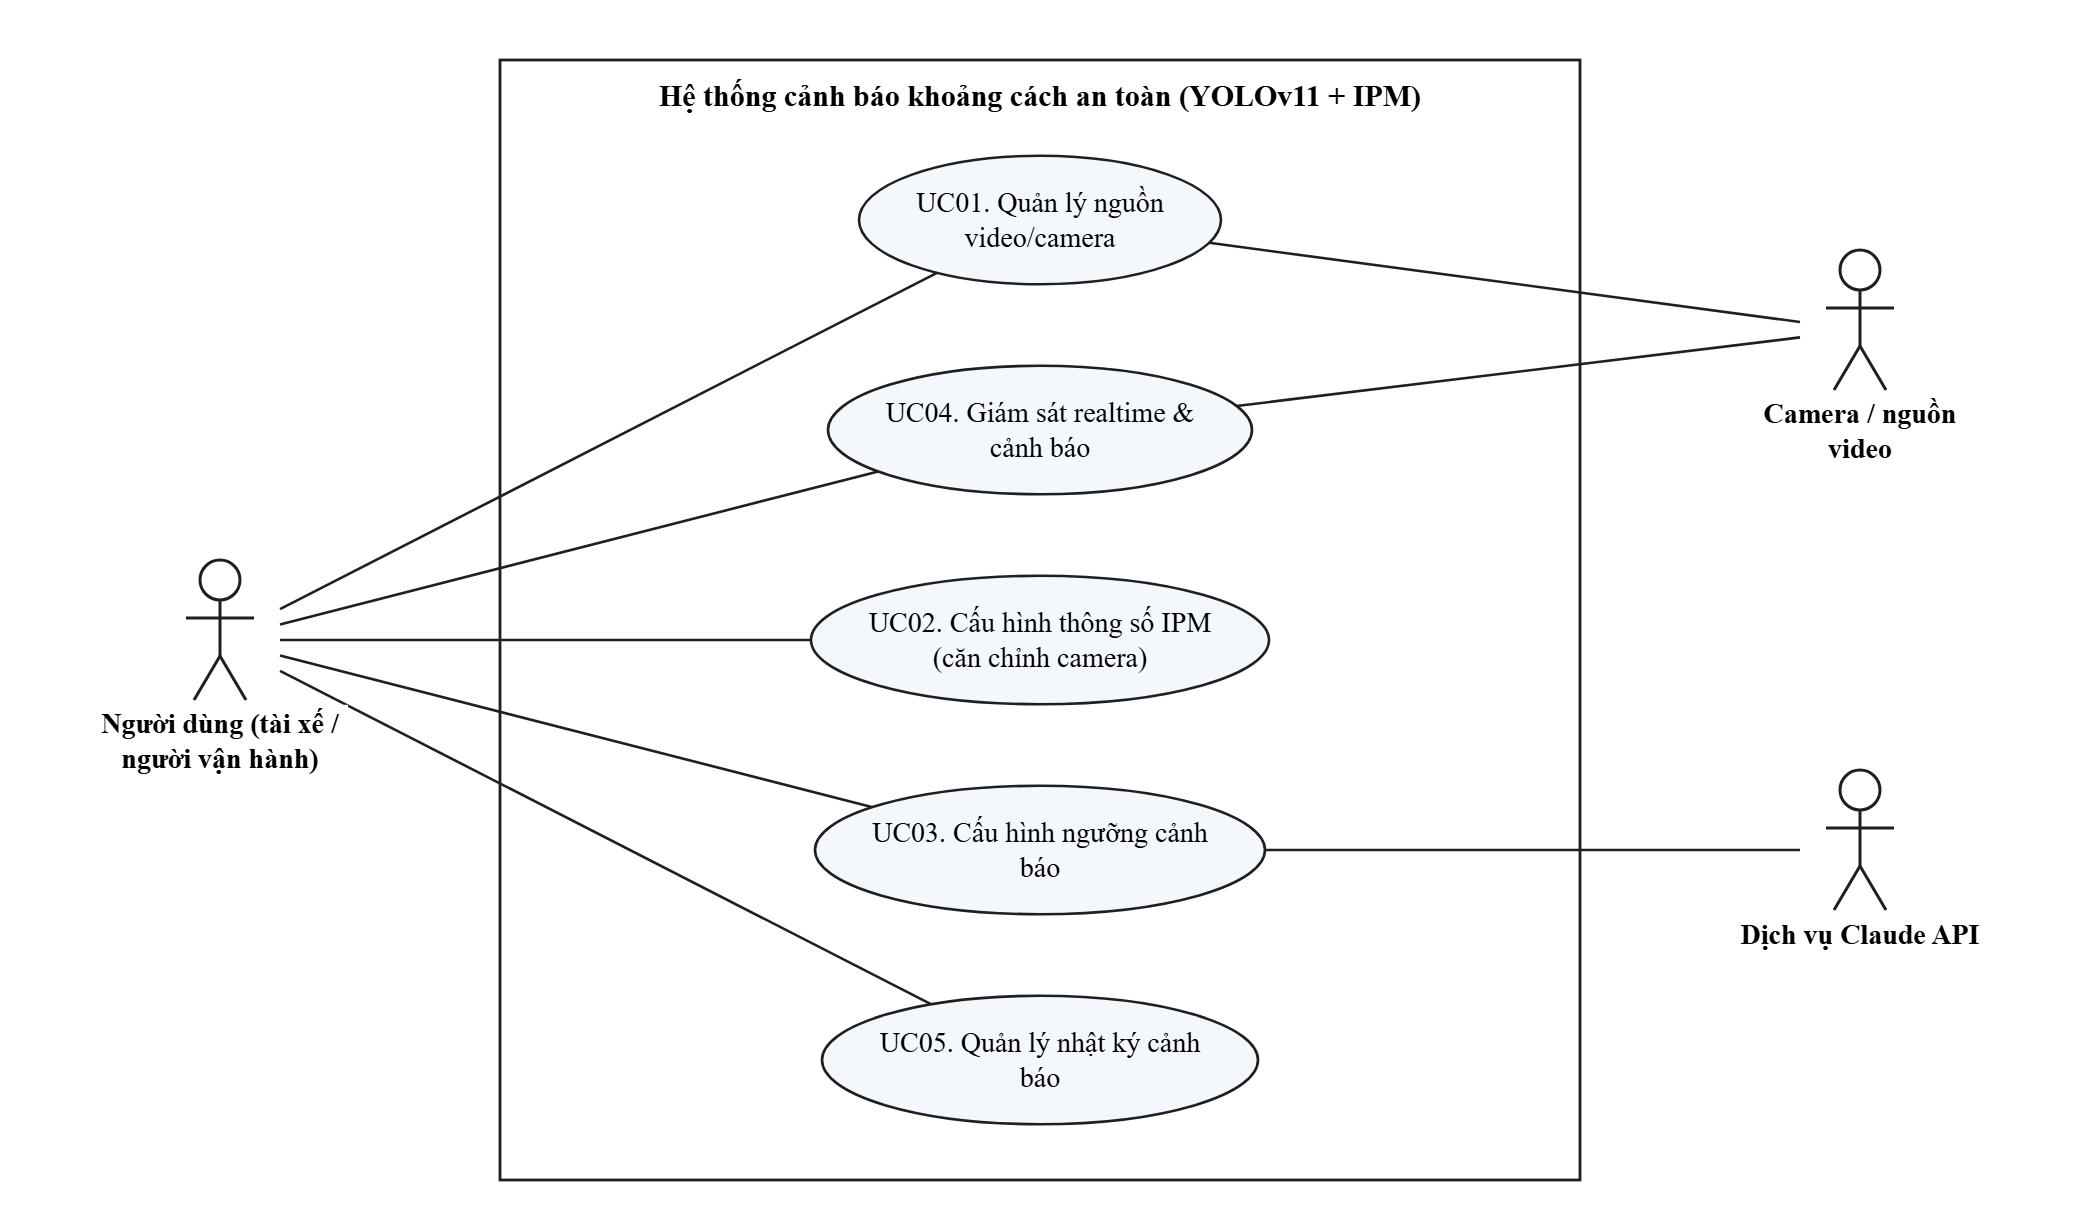 Hệ thống cảnh báo khoảng cách an toàn (YOLOv11 + IPM)
UC01. Quản lý nguồn
video/camera
UC04. Giám sát realtime &
cảnh báo
Camera / nguồn
video
UC02. Cấu hình thông số IPM
(căn chỉnh camera)
Người dùng (tài xế /
người vận hành)
UC03. Cấu hình ngưỡng cảnh
báo
Dịch vụ Claude API
UC05. Quản lý nhật ký cảnh
báo